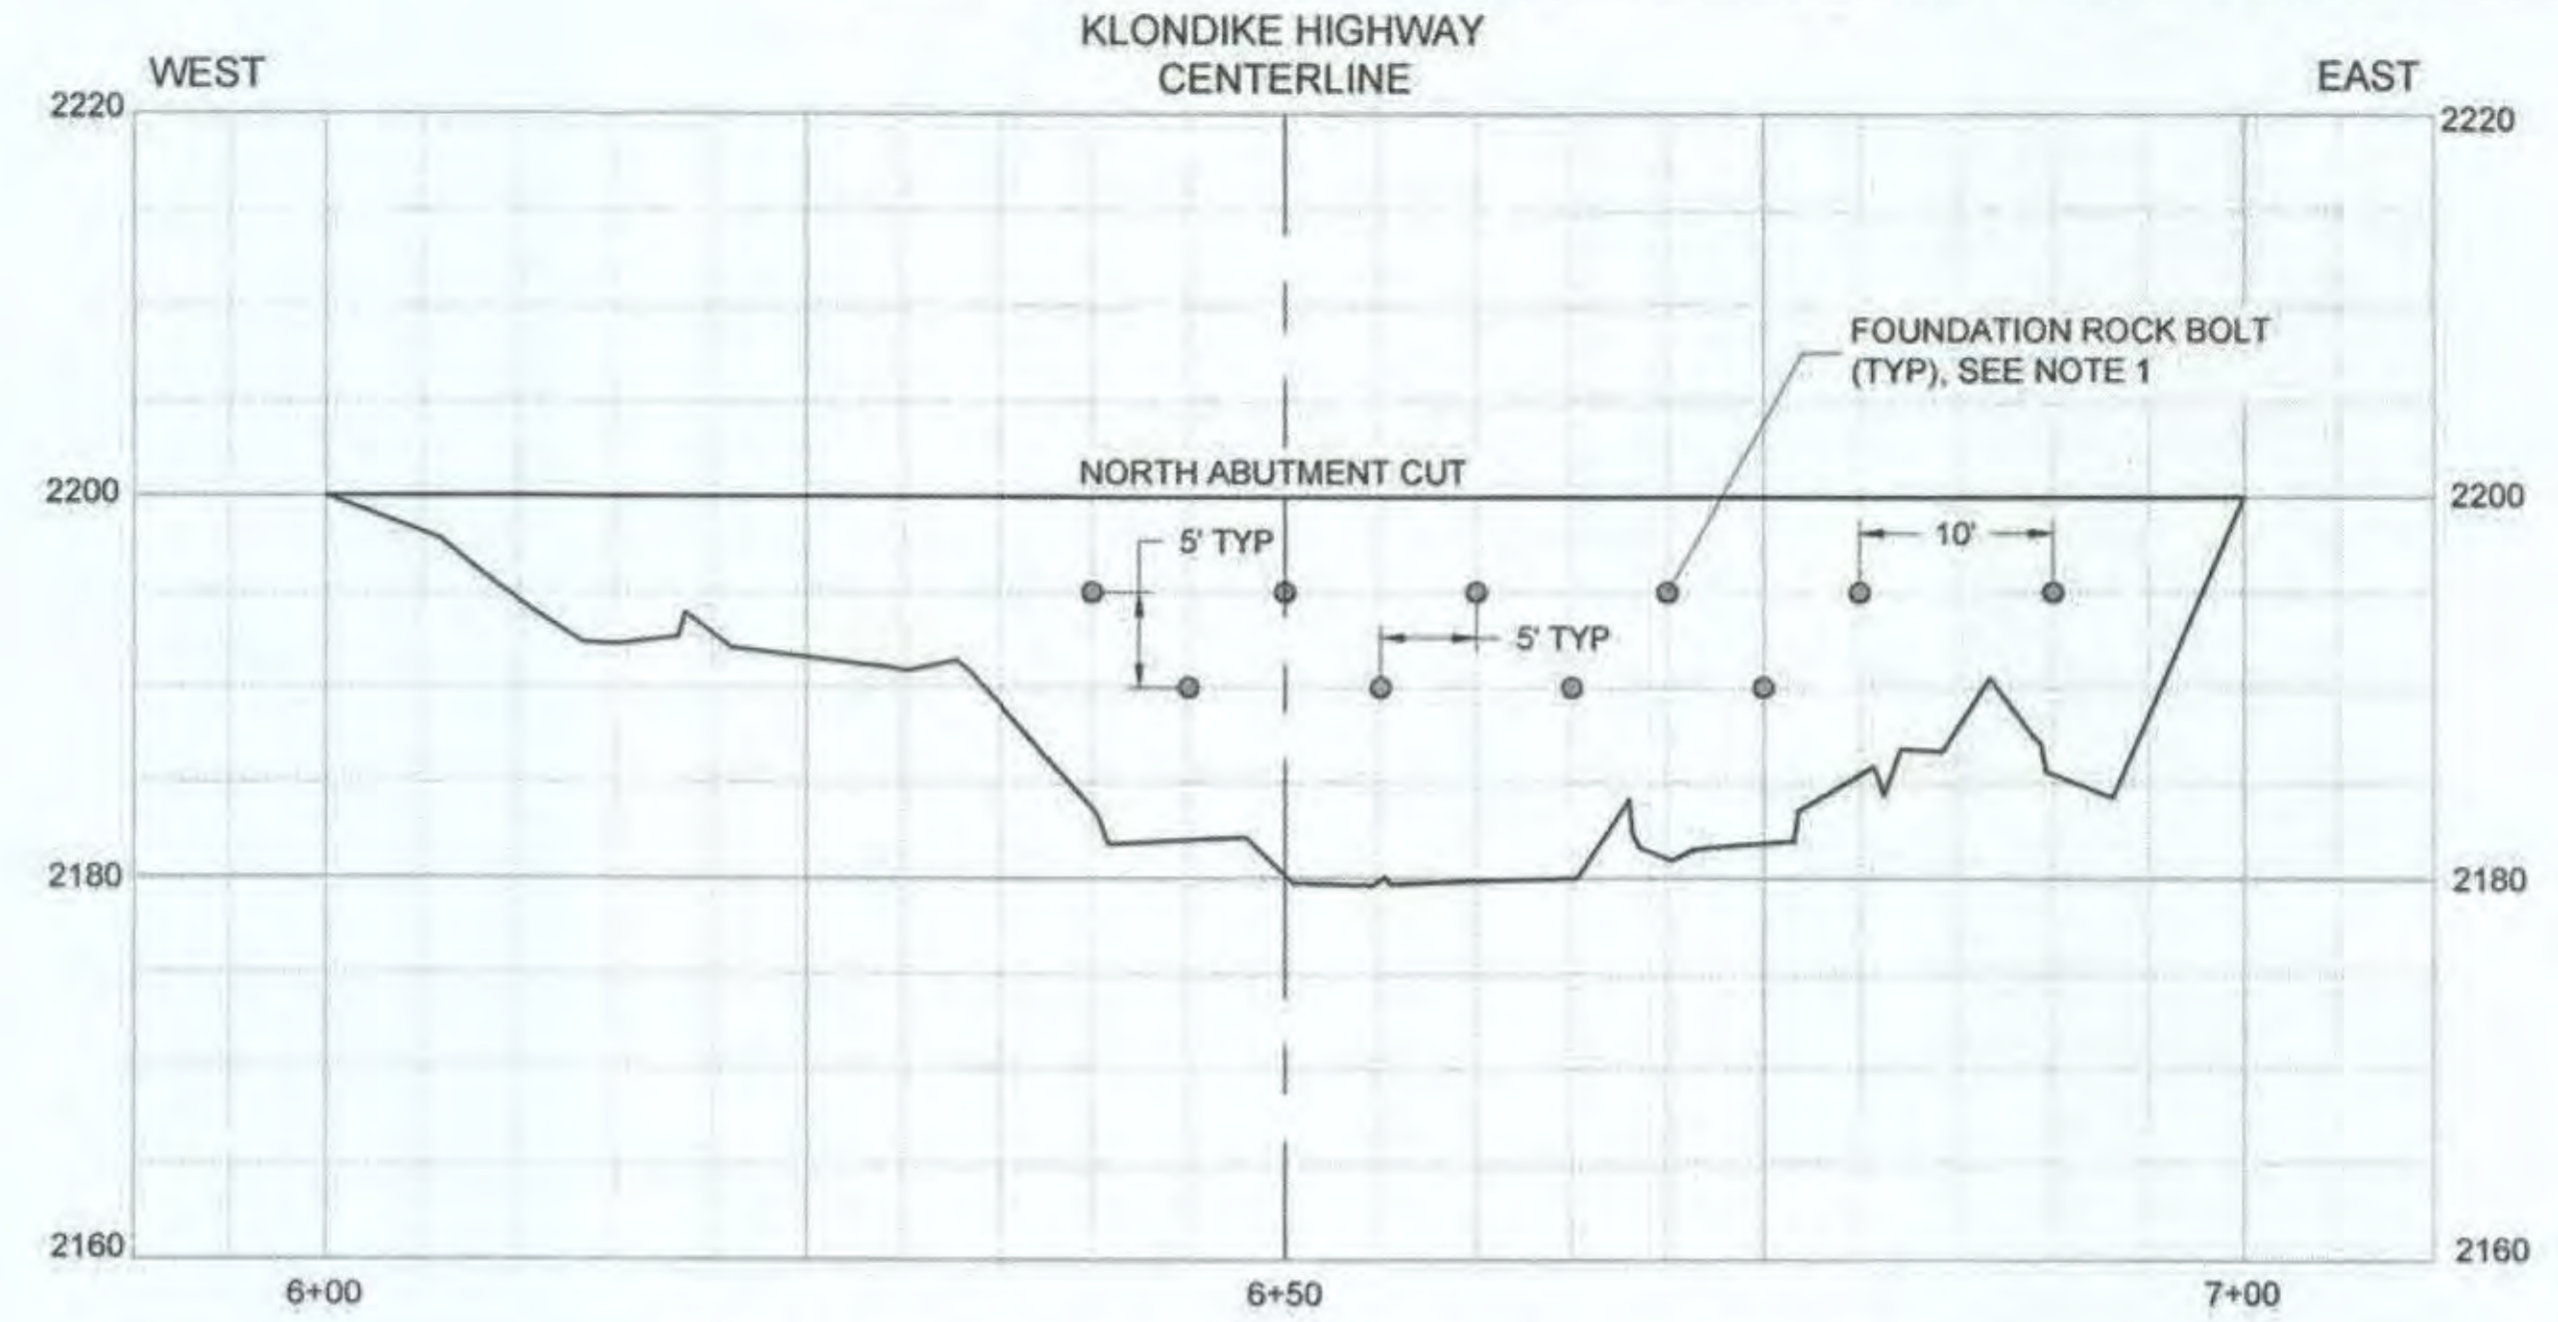 KLONDIKE HIGHWAY
CENTERLINE
WEST
EAST
2220
2220
FOUNDATION ROCK BOLT
(TYP), SEE NOTE 1
NORTH ABUTMENT CUT
2200
2200
5' TYP
10'
5' TYP
2180
2180
2160
2160
6+00
6+50
7+00